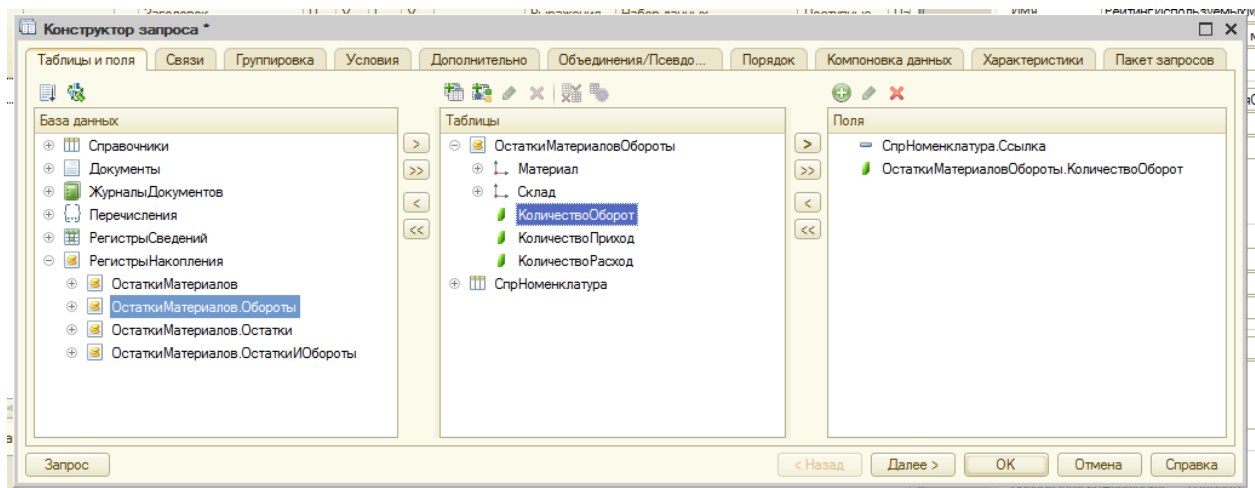 Конструктор запроса *
Таблицы и поля Связи Группировка Условия Дополнительно Объединения/Псевдо... Порядок Компоновка данных Характеристики Пакет запросов
База данных
Справочники
Документы
ЖурналыДокументов
Перечисления
РегистрыСведений
РегистрыНакопления
ОстаткиМатериалов
ОстаткиМатериалов.Обороты
ОстаткиМатериалов.Остатки
ОстаткиМатериалов.ОстаткиИОбороты
Таблицы
ОстаткиМатериаловОбороты
Материал
Склад
КоличествоОборот
КоличествоПриход
КоличествоРасход
СпрНоменклатура
>
>>
<
<<
>
>>
<
<<
Поля
СпрНоменклатура.Ссылка
ОстаткиМатериаловОбороты.КоличествоОборот
Запрос < Назад Далее > OK Отмена Справка